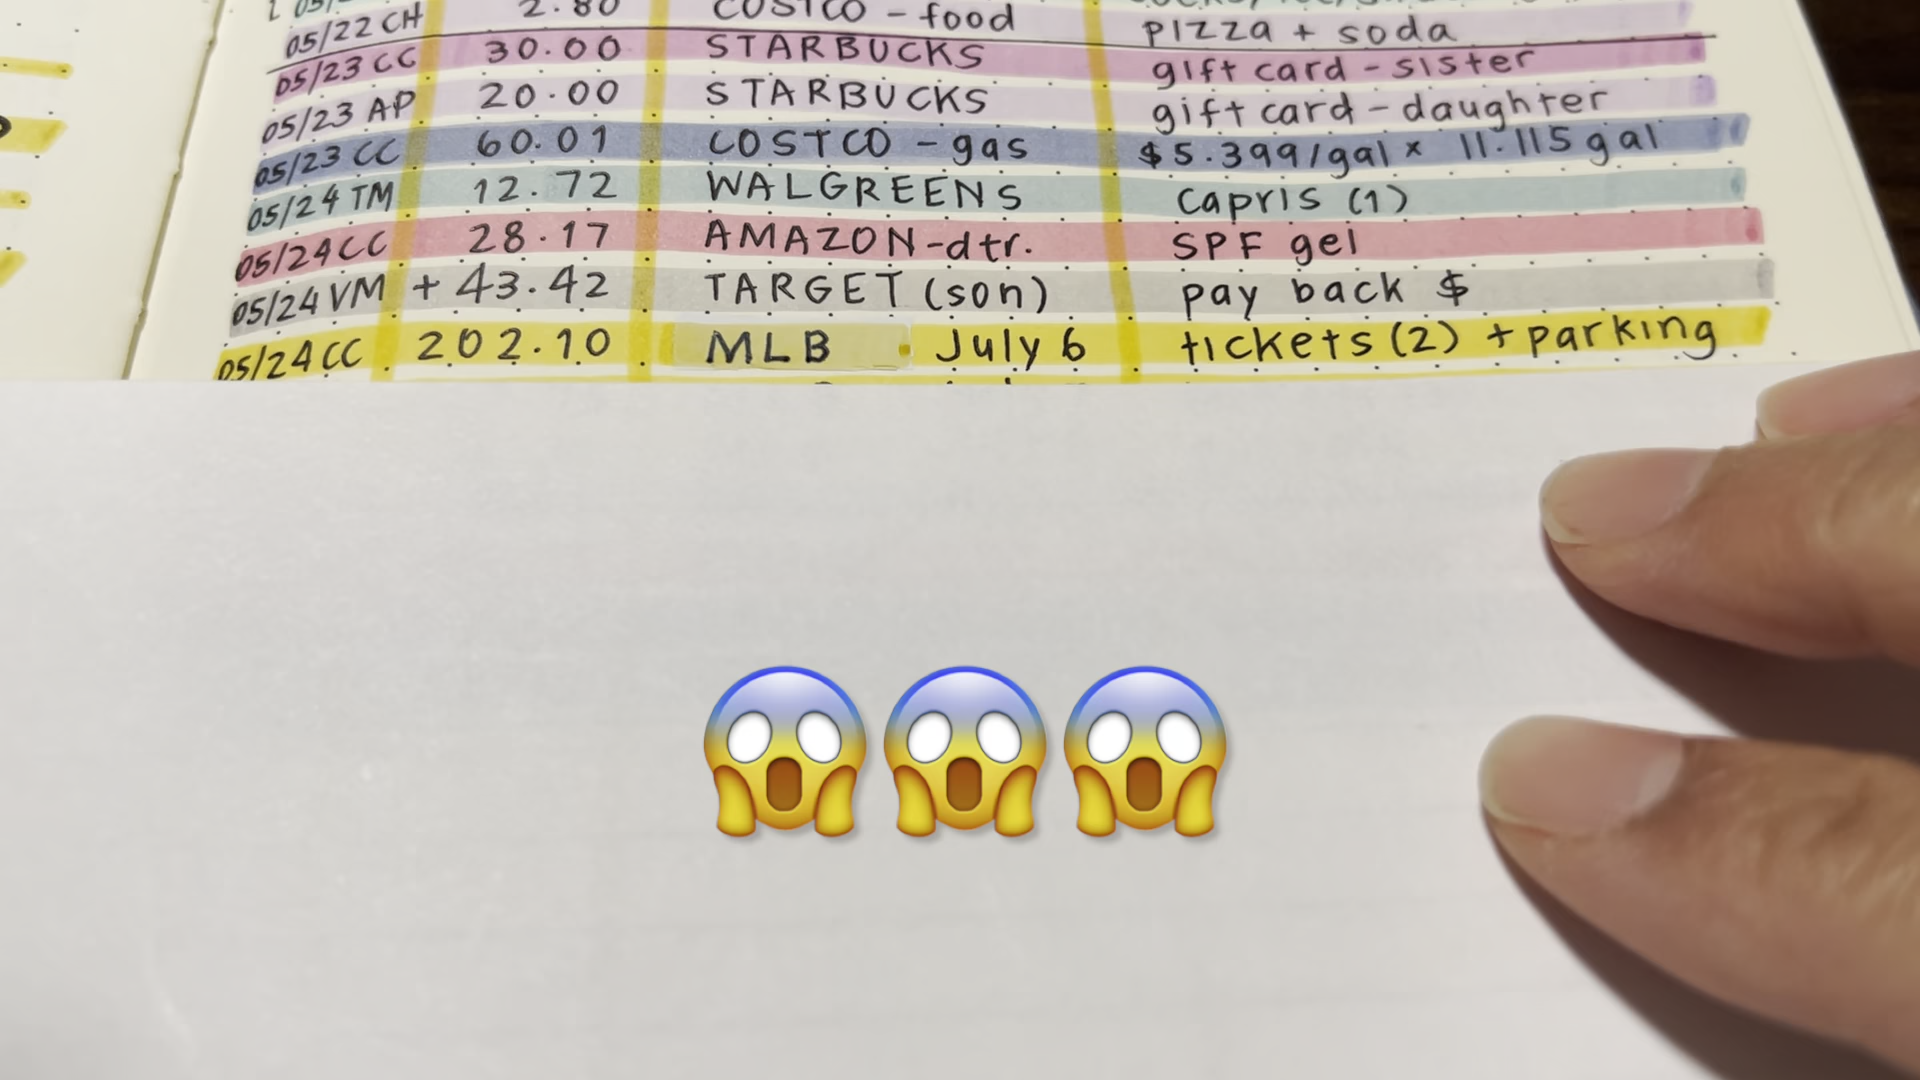 05/22 CH 2.80 COSTCO - food pizza + soda
05/23 CC 30.00 STARBUCKS gift card - sister
05/23 AP 20.00 STARBUCKS gift card - daughter
05/23 CC 60.01 COSTCO - gas $5.399/gal x 11.115 gal
05/24 TM 12.72 WALGREENS capris (1)
05/24 CC 28.17 AMAZON - dtr. SPF gel
05/24 VM + 43.42 TARGET (son) pay back $
05/24 CC 202.10 MLB July 6 tickets (2) + parking